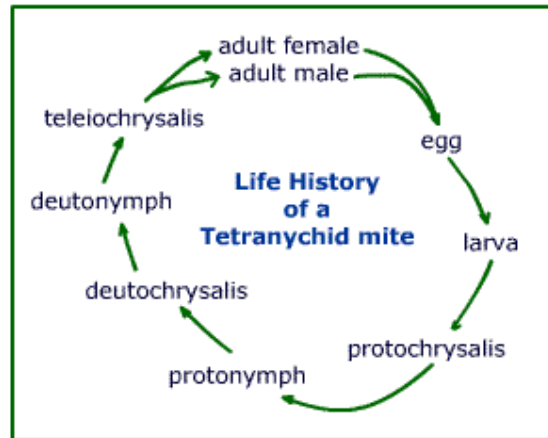 adult female
adult male
teleiochrysalis
egg
Life History
of a
Tetranychid mite
deutonymph
larva
deutochrysalis
protochrysalis
protonymph